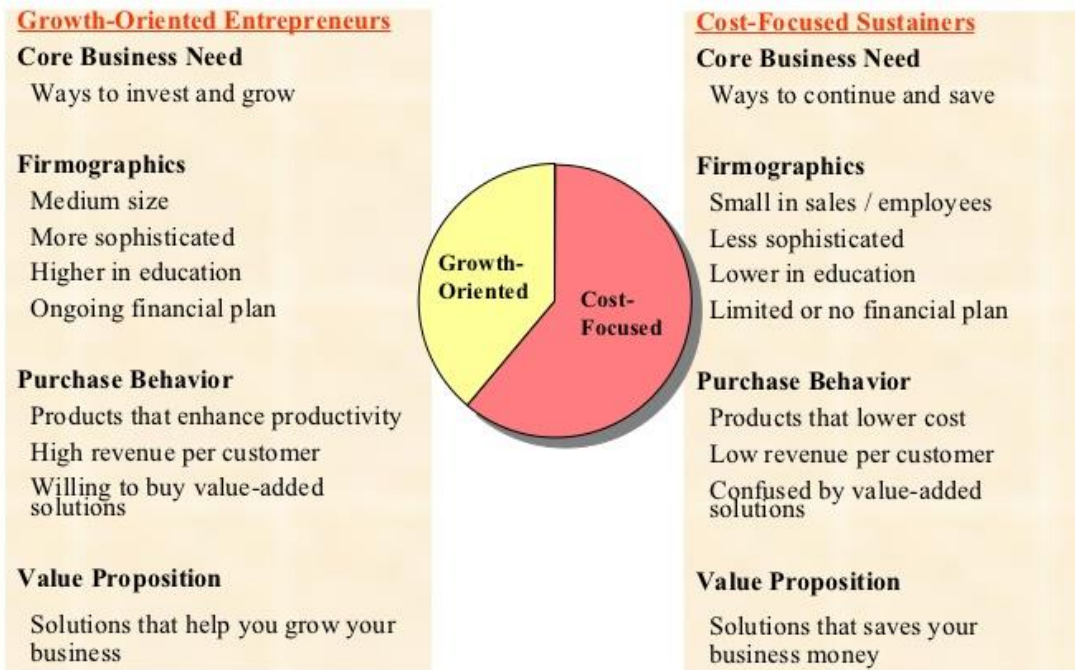 Growth-Oriented Entrepreneurs
Core Business Need
Ways to invest and grow
Firmographics
Medium size
More sophisticated
Higher in education
Ongoing financial plan
Purchase Behavior
Products that enhance productivity
High revenue per customer
Willing to buy value-added
solutions
Value Proposition
Solutions that help you grow your
business
Growth-
Oriented
Cost-
Focused
Cost-Focused Sustainers
Core Business Need
Ways to continue and save
Firmographics
Small in sales / employees
Less sophisticated
Lower in education
Limited or no financial plan
Purchase Behavior
Products that lower cost
Low revenue per customer
Confused by value-added
solutions
Value Proposition
Solutions that saves your
business money